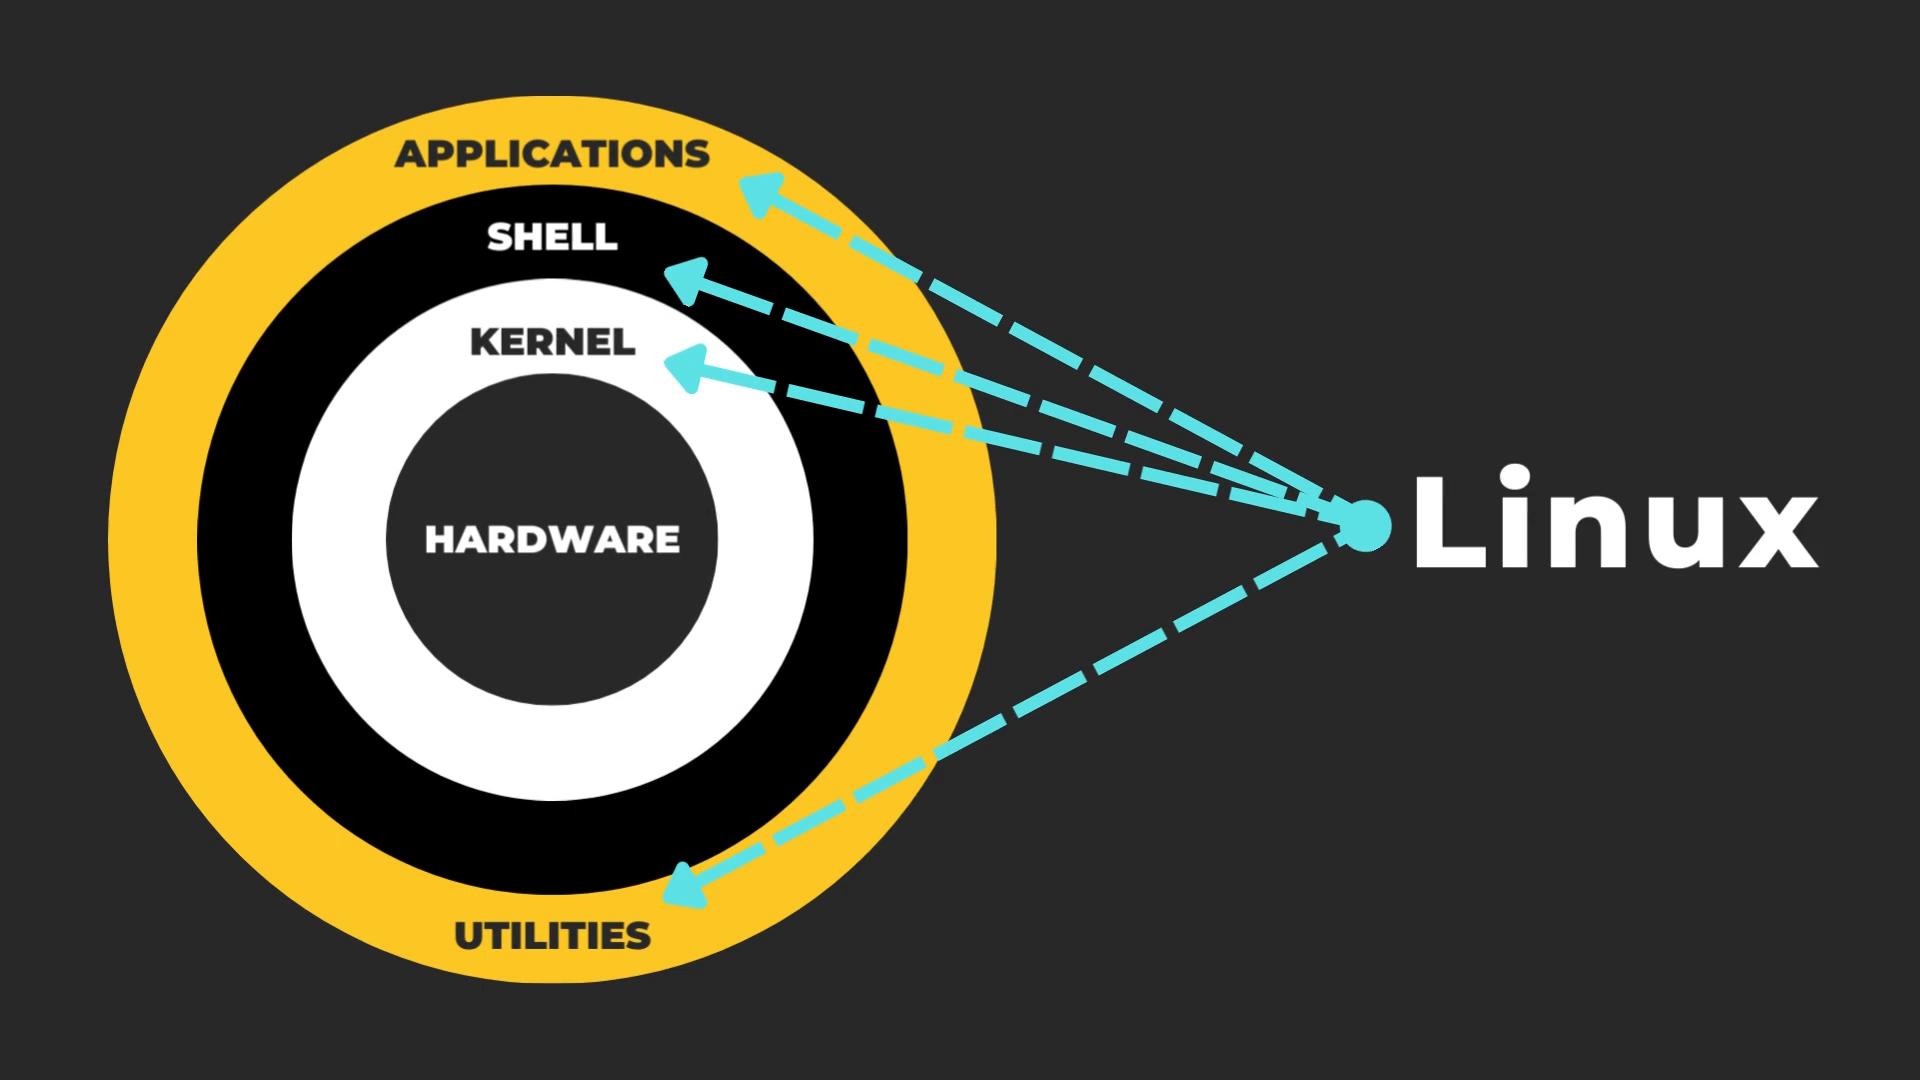 APPLICATIONS
SHELL
KERNEL
HARDWARE
UTILITIES
Linux